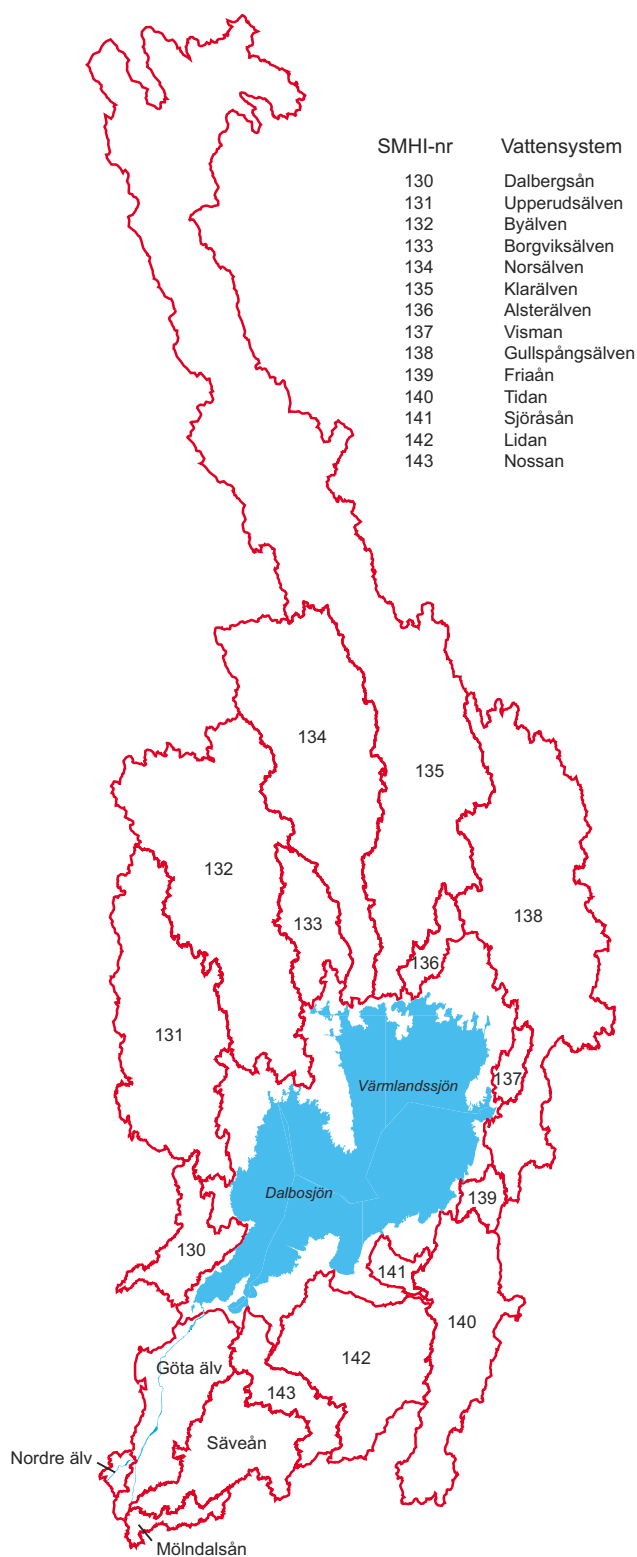 SMHI-nr Vattensystem
130 Dalbergsån
131 Upperudsälven
132 Byälven
133 Borgviksälven
134 Norsälven
135 Klarälven
136 Alsterälven
137 Visman
138 Gullspångsälven
139 Friaån
140 Tidan
141 Sjöråsån
142 Lidan
143 Nossan
134
135
132
138
133
136
131
137
Värmlandssjön
Dalbosjön
139
130
141
140
142
Göta älv
143
Säveån
Nordre älv
Mölndalsån